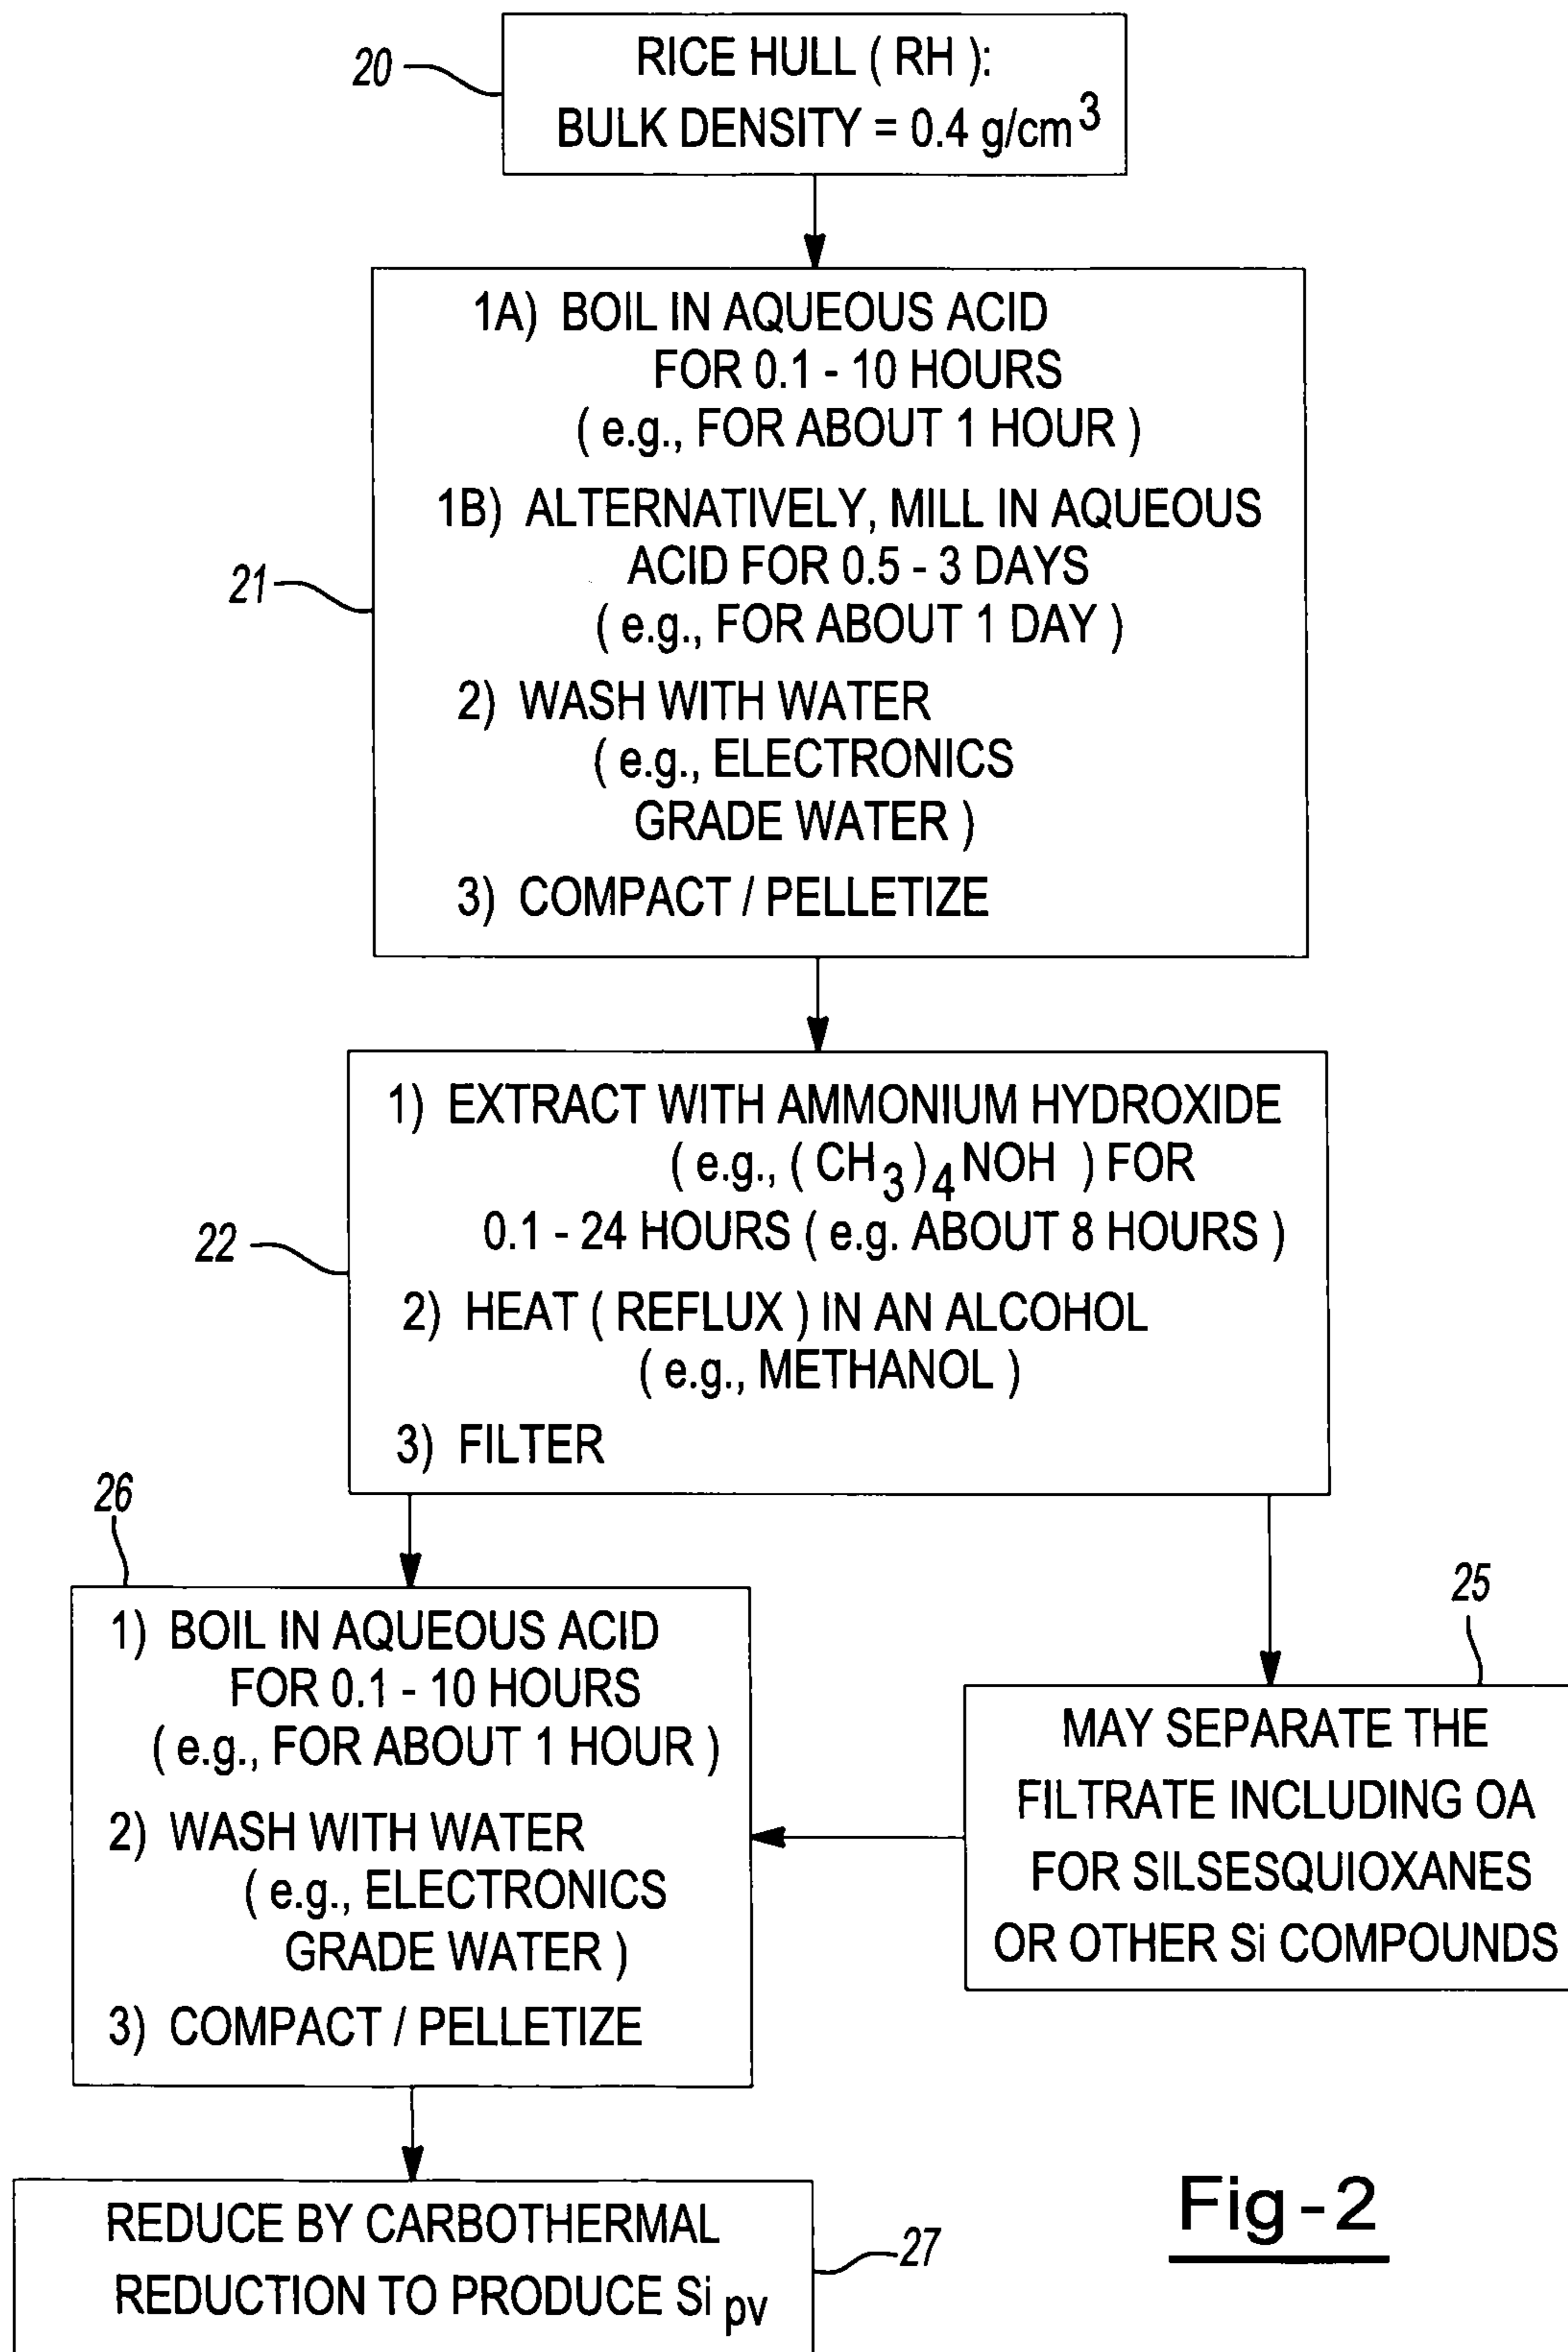 20
RICE HULL ( RH ):
BULK DENSITY = 0.4 g/cm3
21
1A) BOIL IN AQUEOUS ACID
FOR 0.1 - 10 HOURS
( e.g., FOR ABOUT 1 HOUR )
1B) ALTERNATIVELY, MILL IN AQUEOUS
ACID FOR 0.5 - 3 DAYS
( e.g., FOR ABOUT 1 DAY )
2) WASH WITH WATER
( e.g., ELECTRONICS
GRADE WATER )
3) COMPACT / PELLETIZE
22
1) EXTRACT WITH AMMONIUM HYDROXIDE
( e.g., ( CH3)4 NOH ) FOR
0.1 - 24 HOURS ( e.g. ABOUT 8 HOURS )
2) HEAT ( REFLUX ) IN AN ALCOHOL
( e.g., METHANOL )
3) FILTER
26
1) BOIL IN AQUEOUS ACID
FOR 0.1 - 10 HOURS
( e.g., FOR ABOUT 1 HOUR )
2) WASH WITH WATER
( e.g., ELECTRONICS
GRADE WATER )
3) COMPACT / PELLETIZE
25
MAY SEPARATE THE
FILTRATE INCLUDING OA
FOR SILSESQUIOXANES
OR OTHER Si COMPOUNDS
REDUCE BY CARBOTHERMAL
REDUCTION TO PRODUCE Si pv
27
Fig-2